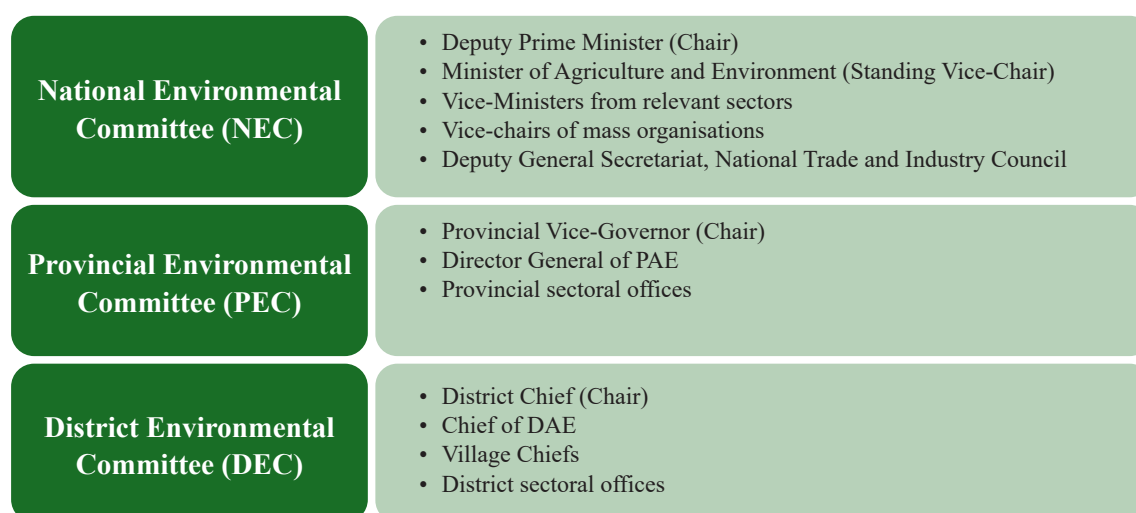 National Environmental
Committee (NEC)
• Deputy Prime Minister (Chair)
• Minister of Agriculture and Environment (Standing Vice-Chair)
• Vice-Ministers from relevant sectors
• Vice-chairs of mass organisations
• Deputy General Secretariat, National Trade and Industry Council
Provincial Environmental
Committee (PEC)
• Provincial Vice-Governor (Chair)
• Director General of PAE
• Provincial sectoral offices
District Environmental
Committee (DEC)
• District Chief (Chair)
• Chief of DAE
• Village Chiefs
• District sectoral offices